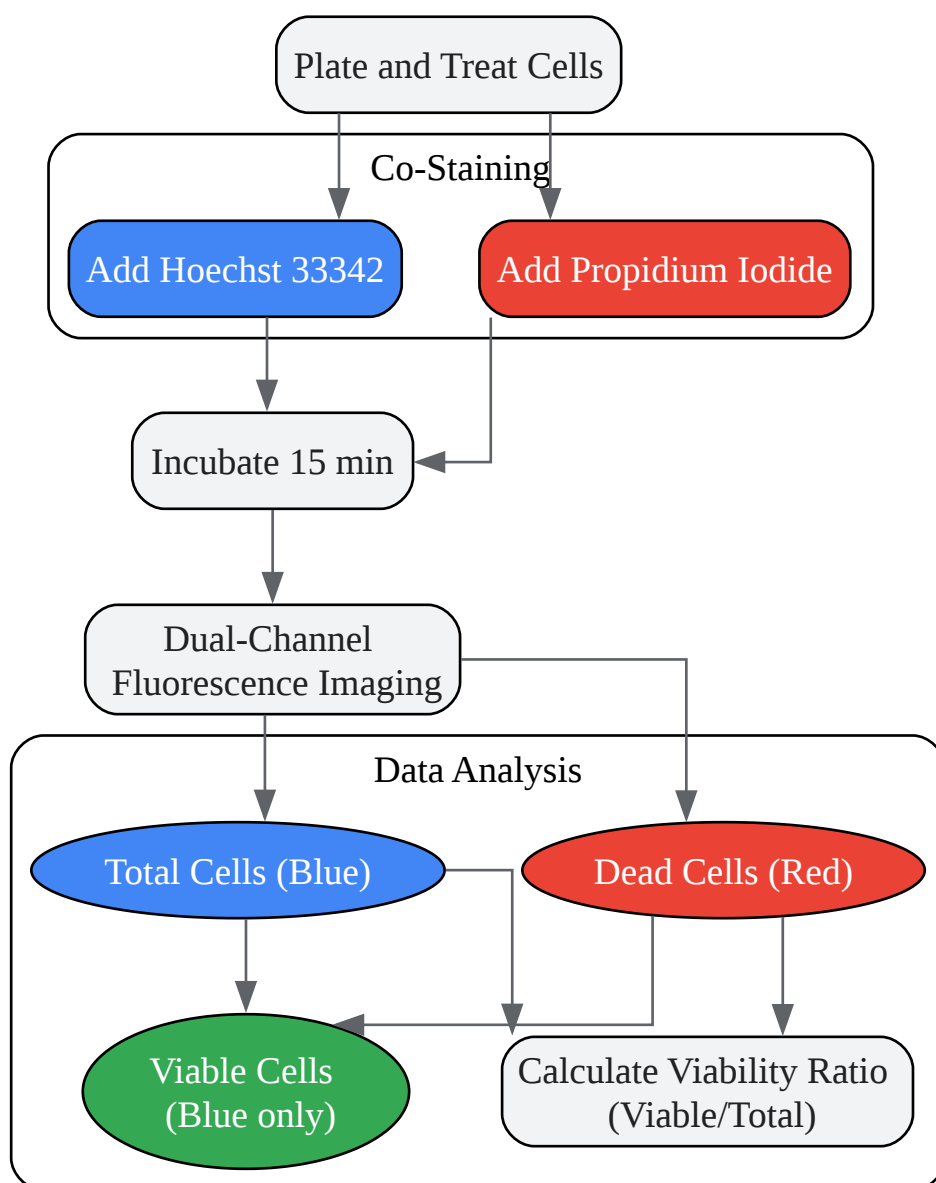 Plate and Treat Cells
Co-Staining
Add Hoechst 33342
Add Propidium Iodide
Incubate 15 min
Dual-Channel
Fluorescence Imaging
Data Analysis
Total Cells (Blue)
Dead Cells (Red)
Viable Cells
(Blue only)
Calculate Viability Ratio
(Viable/Total)